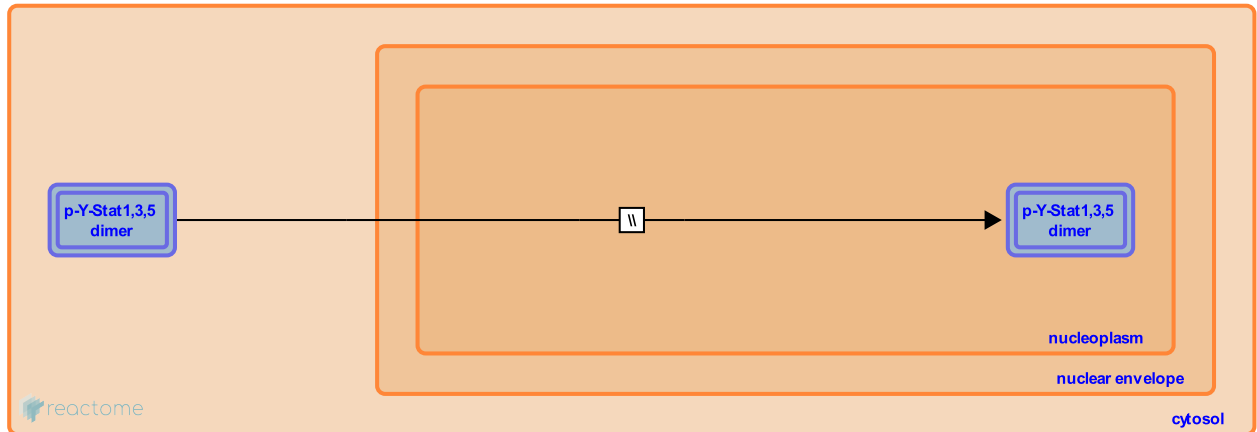 p-Y-Stat1,3,5
dimer
\\
p-Y-Stat1,3,5
dimer
nucleoplasm
nuclear envelope
reactome
cytosol